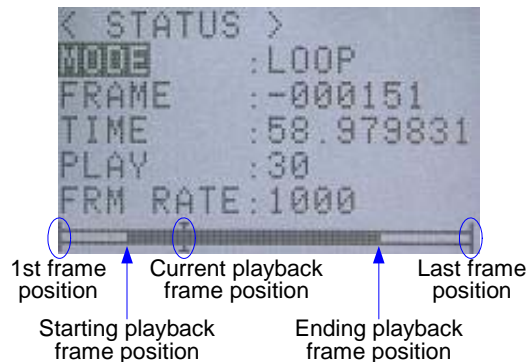 < STATUS >
MODE :LOOP
FRAME :-000151
TIME :58.979831
PLAY :30
FRM RATE:1000
1st frame position
Current playback frame position
Last frame position
Starting playback frame position
Ending playback frame position